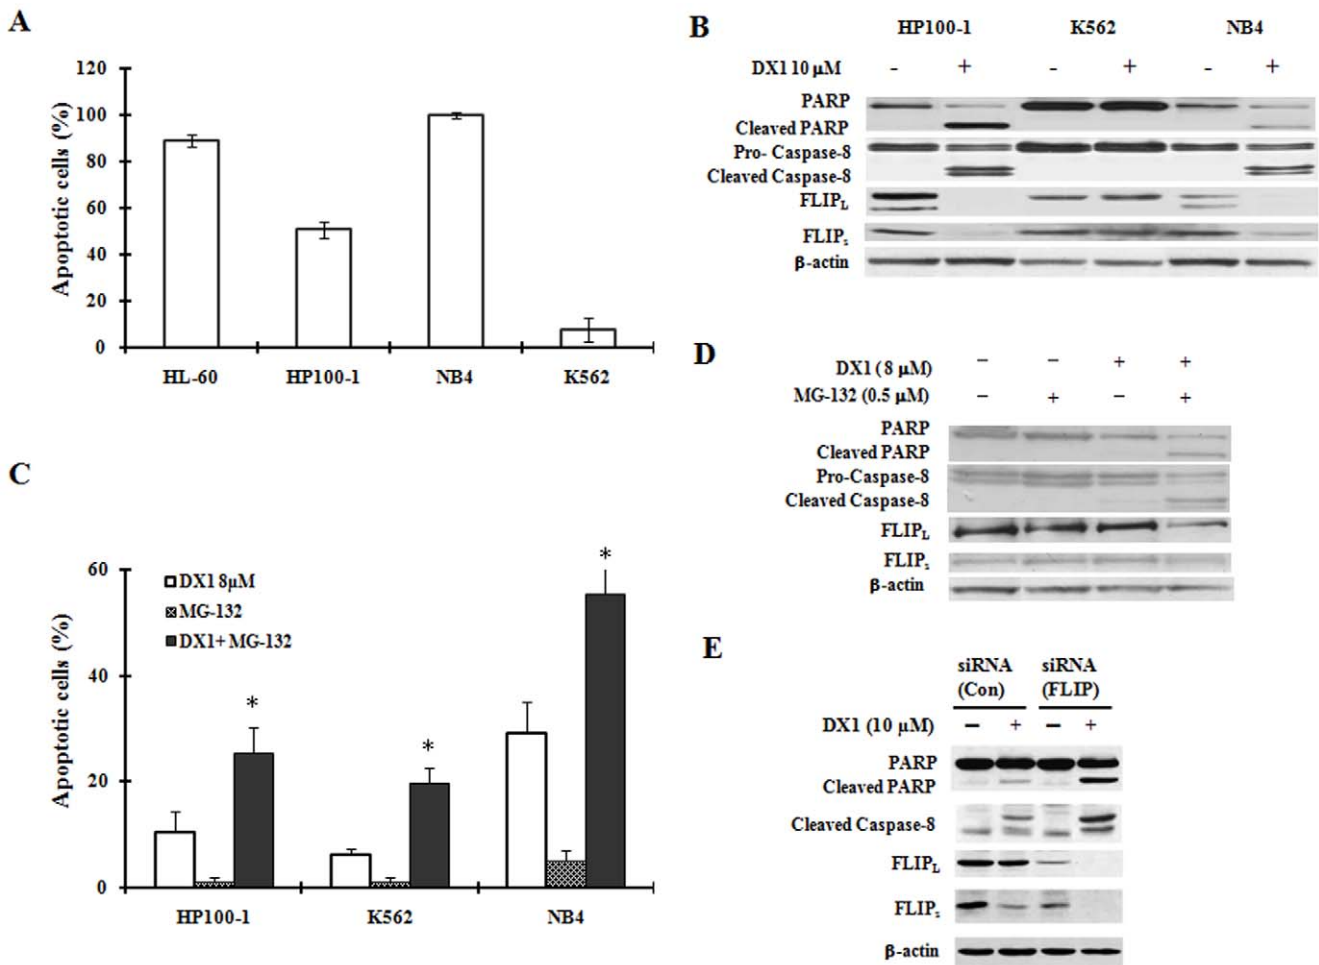 A
Apoptotic cells (%)
120
100
80
60
40
20
0
HL-60 HP100-1 NB4 K562
B
HP100-1 K562 NB4
DX1 10 µM - + - + - +
PARP
Cleaved PARP
Pro- Caspase-8
Cleaved Caspase-8
FLIPL
FLIPs
β-actin
C
Apoptotic cells (%)
60
40
20
0
DX1 8µM
MG-132
DX1+ MG-132
*
*
*
HP100-1 K562 NB4
D
DX1 (8 µM) - - + +
MG-132 (0.5 µM) - + - +
PARP
Cleaved PARP
Pro-Caspase-8
Cleaved Caspase-8
FLIPL
FLIPs
β-actin
E
siRNA (Con) siRNA (FLIP)
DX1 (10 µM) - + - +
PARP
Cleaved PARP
Cleaved Caspase-8
FLIPL
FLIPs
β-actin